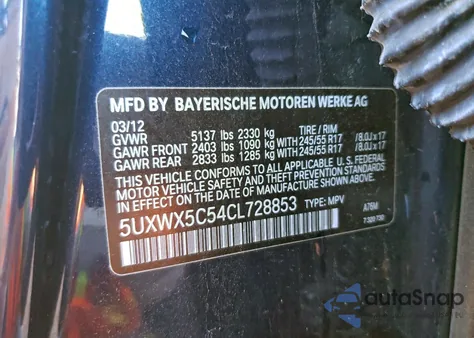 MFD BY BAYERISCHE MOTOREN WERKE AG
03/12 TIRE / RIM
GVWR 5137 lbs 2330 kg
GAWR FRONT 2403 lbs 1090 kg 245/55 R17 / 8.0J x 17
GAWR REAR 2833 lbs 1285 kg 245/55 R17 / 8.0J x 17
THIS VEHICLE CONFORMS TO ALL APPLICABLE U.S. FEDERAL
MOTOR VEHICLE SAFETY, BUMPER, AND THEFT PREVENTION STANDARDS
IN EFFECT ON THE DATE OF MANUFACTURE SHOWN ABOVE.
5UXWX5C54CL728853 TYPE: MPV
A76M
autaSnap